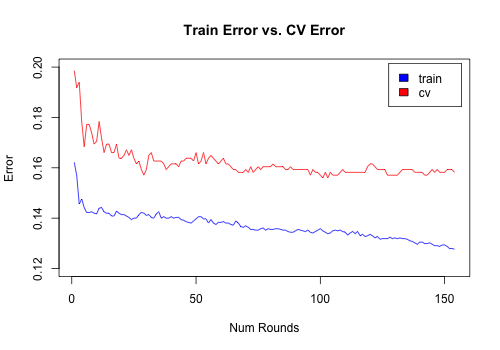 Train Error vs. CV Error
train
cv
Error
0.20
0.18
0.16
0.14
0.12
0
50
100
150
Num Rounds